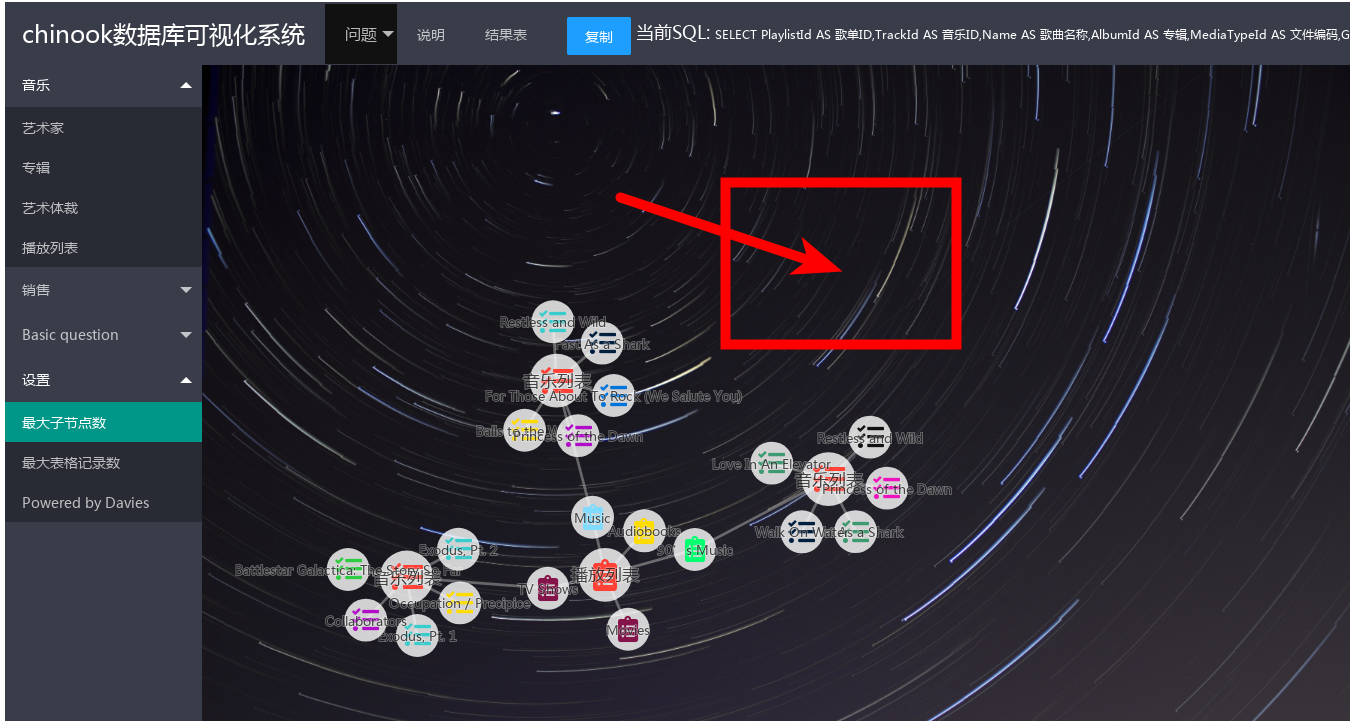 chinook数据库可视化系统
问题
说明
结果表
复制
当前SQL: SELECT PlaylistId AS 歌单ID,TrackId AS 音乐ID,Name AS 歌曲名称,AlbumId AS 专辑,MediaTypeId AS 文件编码,G
音乐
艺术家
专辑
艺术体裁
播放列表
销售
Basic question
设置
最大子节点数
最大表格记录数
Powered by Davies
Restless and Wild
Fast As a Shark
音乐列表
For Those About To Rock (We Salute You)
Balls to the W
Princess of the Dawn
Restless and Wild
Love In An Elevator
音乐列表
Princess of the Dawn
Music
Audiobooks
Walk On Wate
As a Shark
90's Music
Exodus, Pt. 2
Battlestar Galactica: The Story So Far
音乐列表
播放列表
TV Shows
Occupation / Precipice
Collaborators
Exodus, Pt. 1
Movies